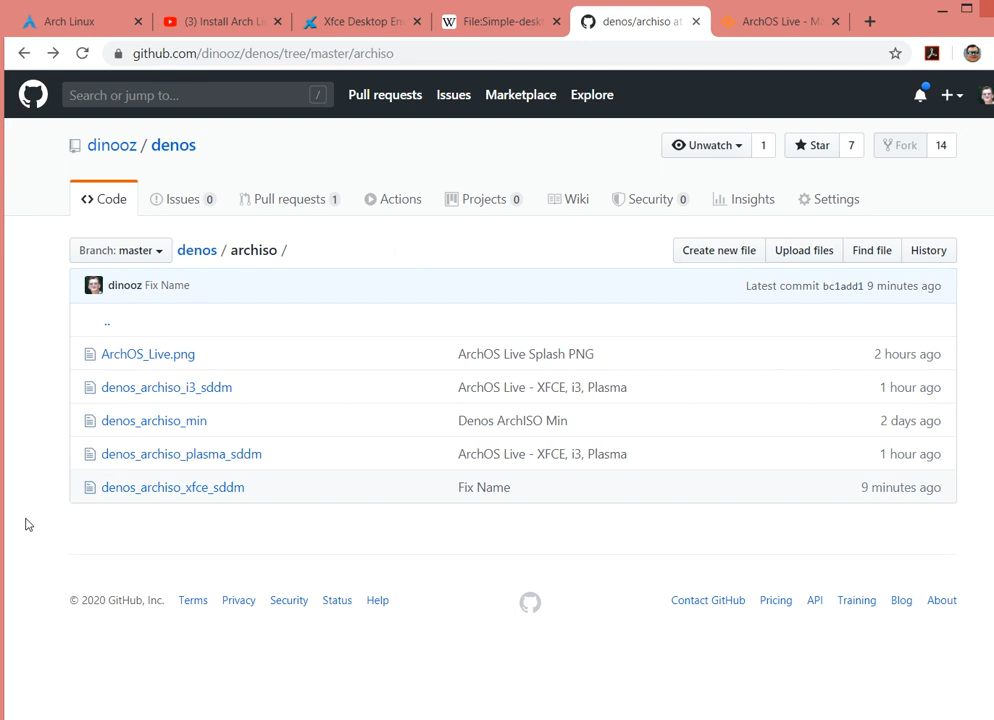 Arch Linux
(3) Install Arch Li
Xfce Desktop En
W File:Simple-desk
denos/archiso at
ArchOS Live - Ma
github.com/dinooz/denos/tree/master/archiso
Search or jump to... /
Pull requests Issues Marketplace Explore
dinooz / denos
Unwatch 1 Star 7 Fork 14
Code Issues 0 Pull requests 1 Actions Projects 0 Wiki Security 0 Insights Settings
Branch: master denos / archiso /
Create new file Upload files Find file History
dinooz Fix Name Latest commit bc1add1 9 minutes ago
..
ArchOS_Live.png ArchOS Live Splash PNG 2 hours ago
denos_archiso_i3_sddm ArchOS Live - XFCE, i3, Plasma 1 hour ago
denos_archiso_min Denos ArchISO Min 2 days ago
denos_archiso_plasma_sddm ArchOS Live - XFCE, i3, Plasma 1 hour ago
denos_archiso_xfce_sddm Fix Name 9 minutes ago
© 2020 GitHub, Inc. Terms Privacy Security Status Help
Contact GitHub Pricing API Training Blog About